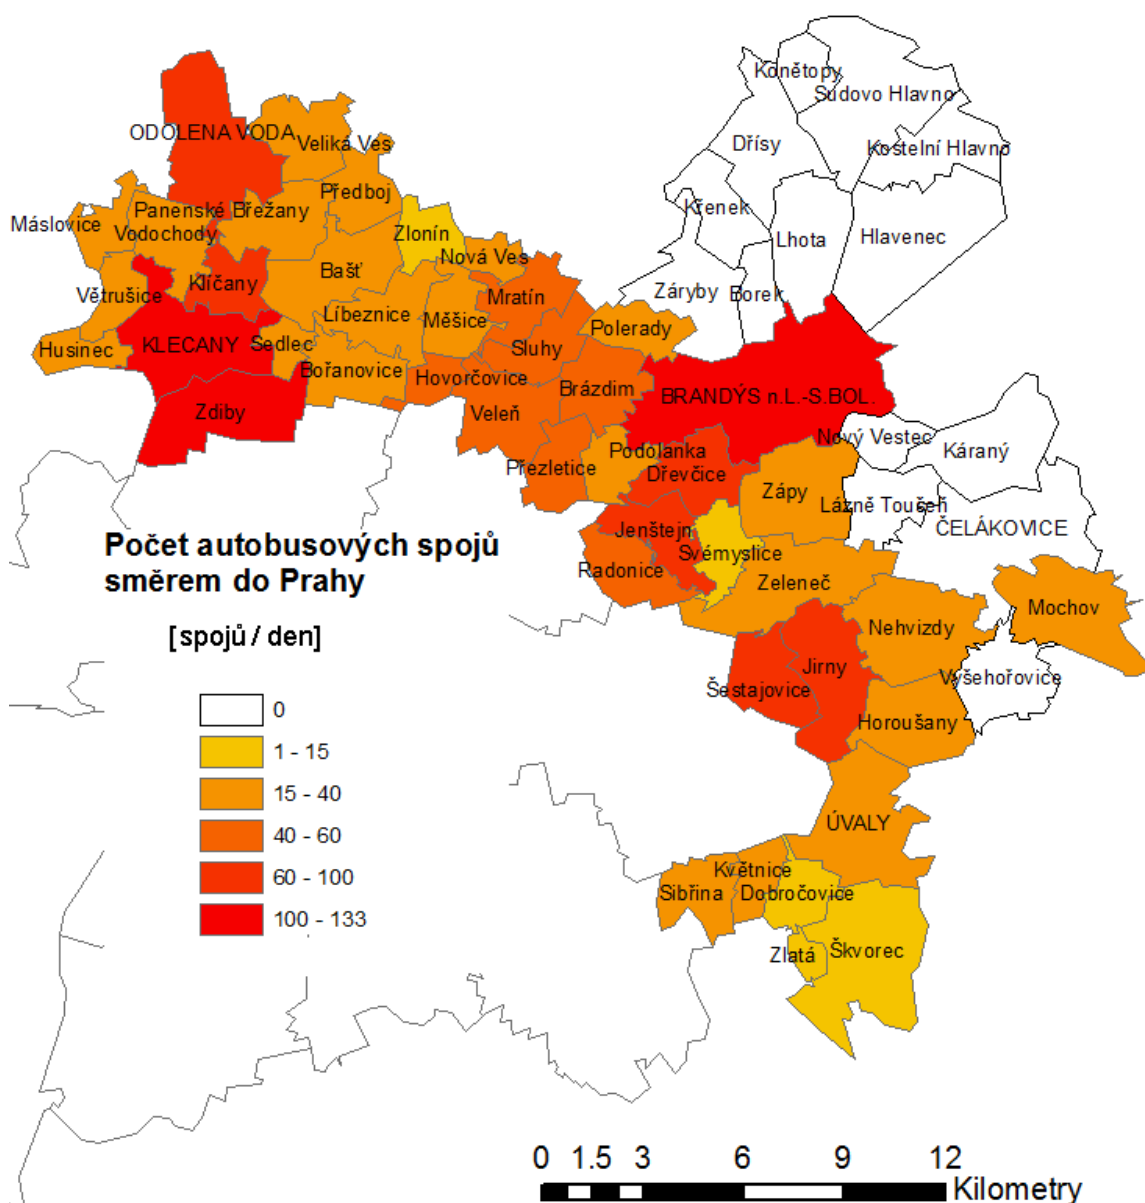 Konětopy
Sudovo Hlavno
ODOLENA VODA
Veliká Ves
Dřísy
Kostelní Hlavno
Předboj
Máslovice
Panenské
Břežany
Vodochody
Zlonín
Křenek
Lhota
Hlavenec
Nová Ves
Bašť
Klíčany
Větrušice
Mratín
Záryby
Borek
Líbeznice
Měšice
Polerady
Husinec
KLECANY
Sedlec
Sluhy
Bořanovice
Hovorčovice
Brázdim
BRANDÝS n.L.-S.BOL.
Zdiby
Veleň
Nový Vestec
Káraný
Podolanka
Přezletice
Dřevčice
Zápy
Lázně Toušeň
ČELÁKOVICE
Jenštejn
Svémyslice
Radonice
Zeleneč
Mochov
Nehvizdy
Jirny
Šestajovice
Vyšehořovice
Horoušany
ÚVALY
Květnice
Sibřina
Dobročovice
Zlatá
Škvorec
Počet autobusových spojů
směrem do Prahy
[spojů / den]
0
1 - 15
15 - 40
40 - 60
60 - 100
100 - 133
0 1.5 3 6 9 12
Kilometry